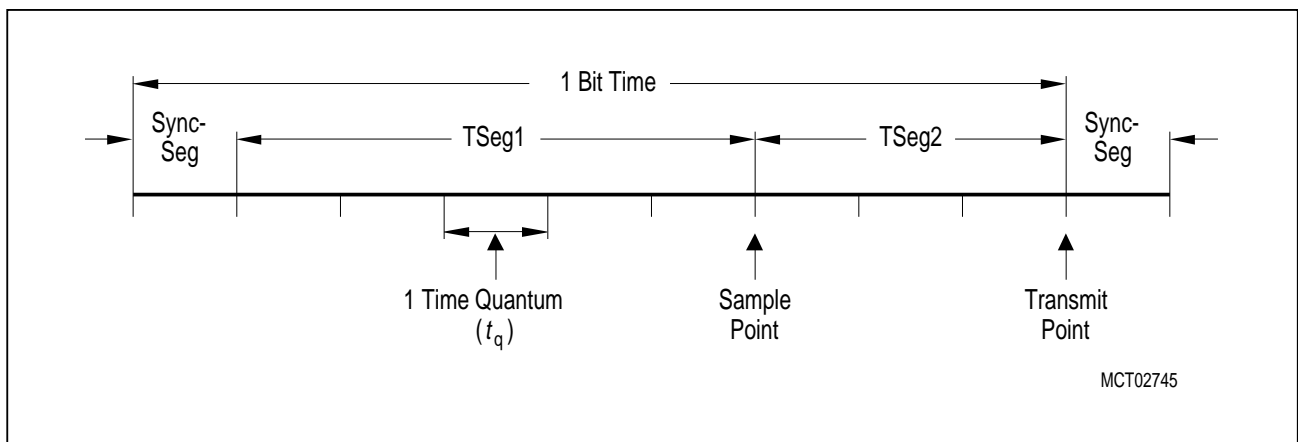 1 Bit Time
Sync-
Seg
TSeg1
TSeg2
Sync-
Seg
1 Time Quantum
(tq)
Sample
Point
Transmit
Point
MCT02745